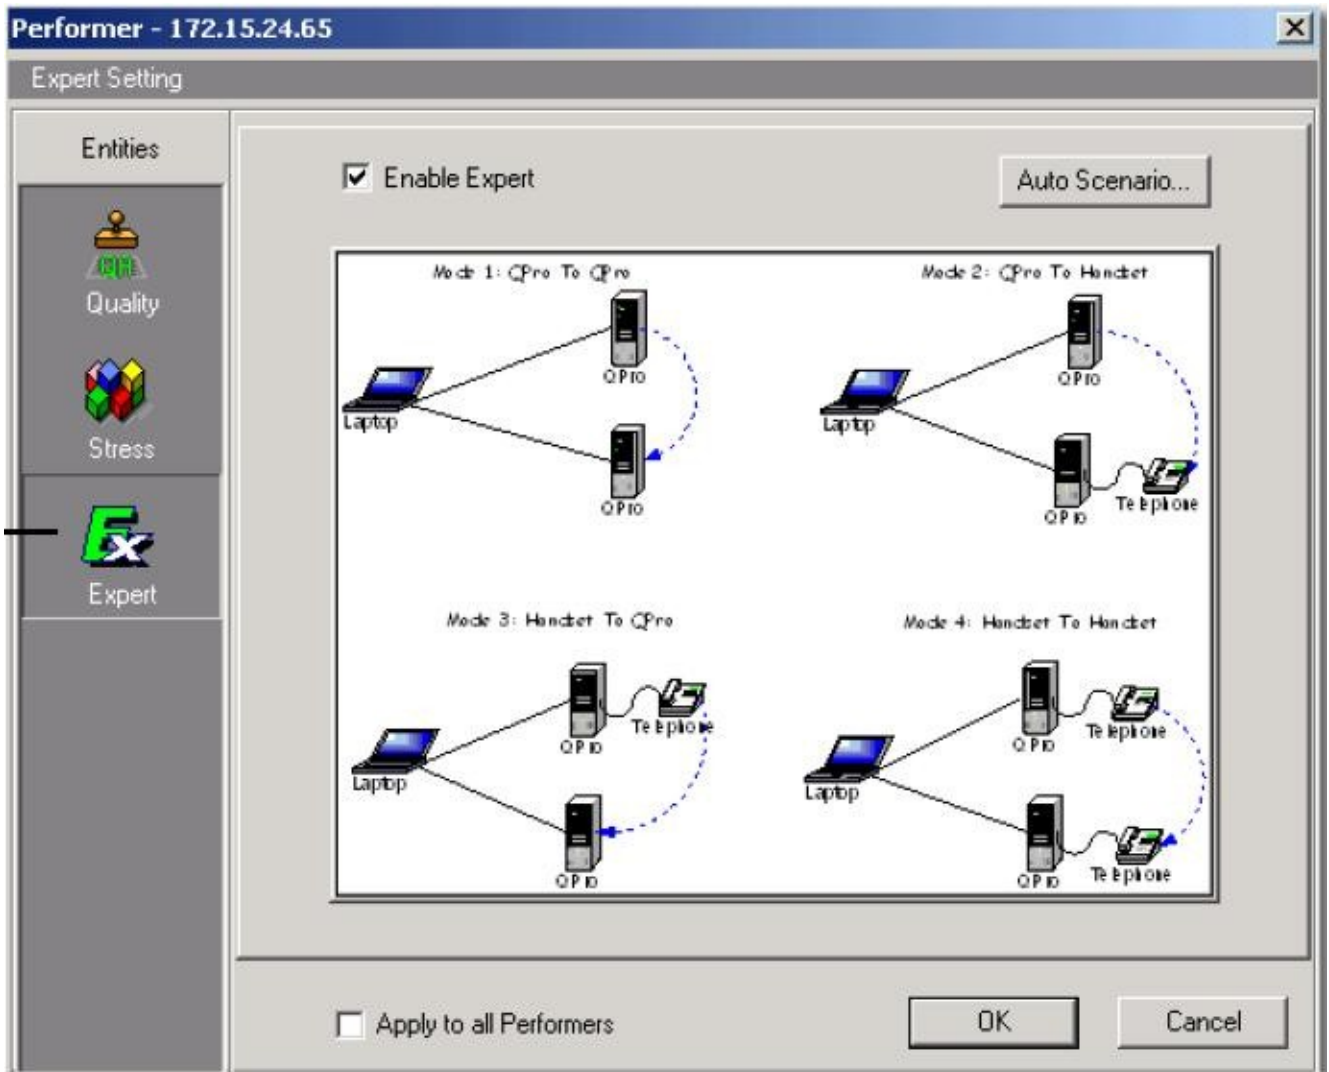 Performer - 172.15.24.65
Expert Setting
Entities
Quality
Stress
Expert
Enable Expert
Auto Scenario...
Mode 1: QPro To QPro
Laptop
QPro
QPro
Mode 2: QPro To Handset
Laptop
QPro
QPro
Telephone
Mode 3: Handset To QPro
Laptop
QPro
Telephone
QPro
Mode 4: Handset To Handset
Laptop
QPro
Telephone
QPro
Telephone
Apply to all Performers
OK
Cancel